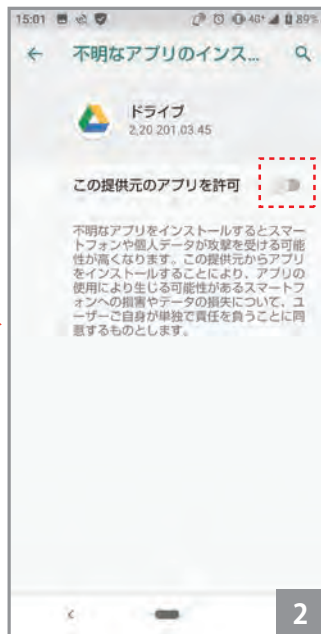 15:01 4G+ 89%
不明なアプリのインス...
ドライブ
2.20.201.03.45
この提供元のアプリを許可
不明なアプリをインストールするとスマー
トフォンや個人データが攻撃を受ける可能
性が高くなります。この提供元からアプリ
をインストールすることにより、アプリの
使用により生じる可能性があるスマートフ
ォンへの損害やデータの損失について、ユ
ーザーご自身が単独で責任を負うことに同
意するものとします。
2